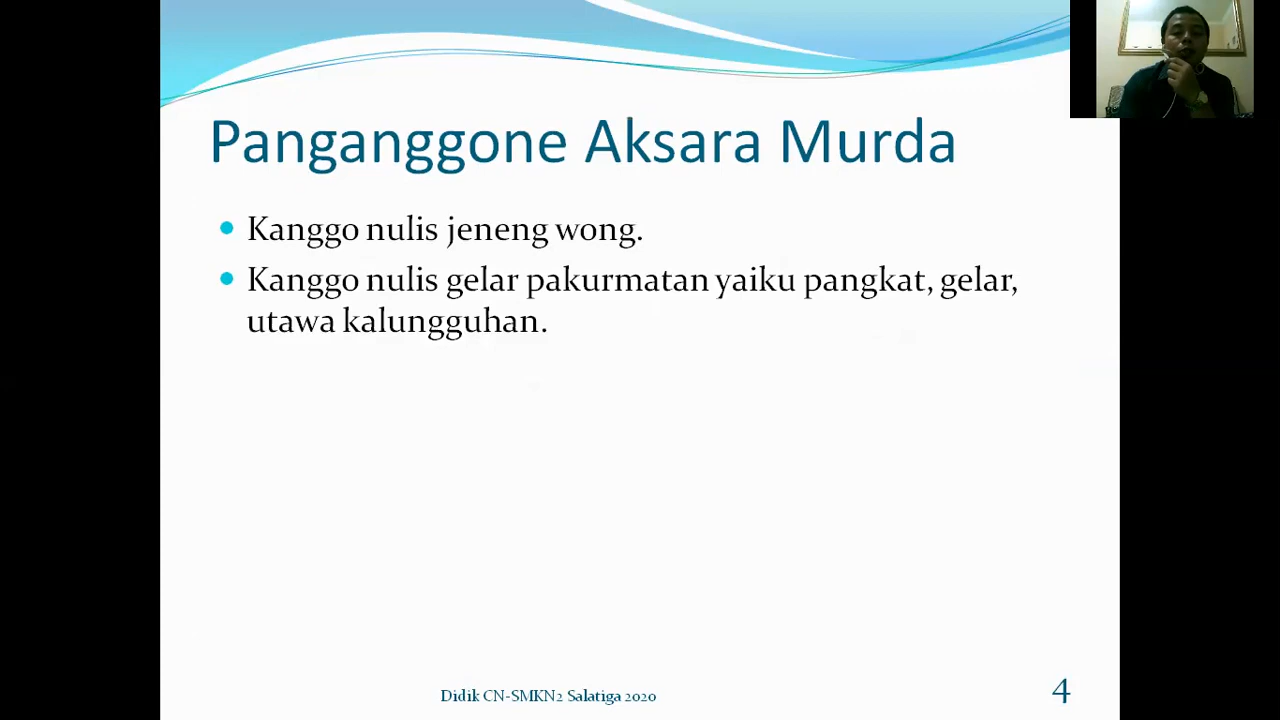 Panganggone Aksara Murda
Kanggo nulis jeneng wong.
Kanggo nulis gelar pakurmatan yaiku pangkat, gelar,
utawa kalungguhan.
Didik CN-SMKN2 Salatiga 2020
4